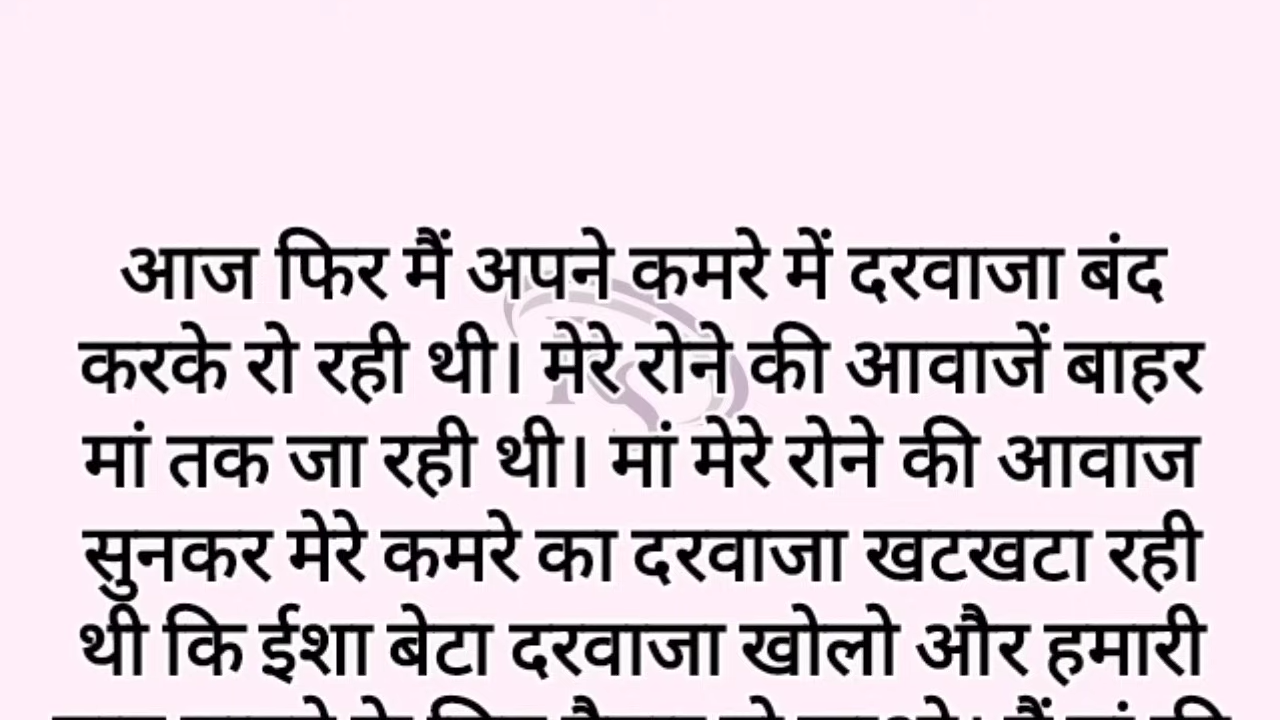 आज फिर मैं अपने कमरे में दरवाजा बंद
करके रो रही थी। मेरे रोने की आवाजें बाहर
मां तक जा रही थी। मां मेरे रोने की आवाज
सुनकर मेरे कमरे का दरवाजा खटखटा रही
थी कि ईशा बेटा दरवाजा खोलो और हमारी